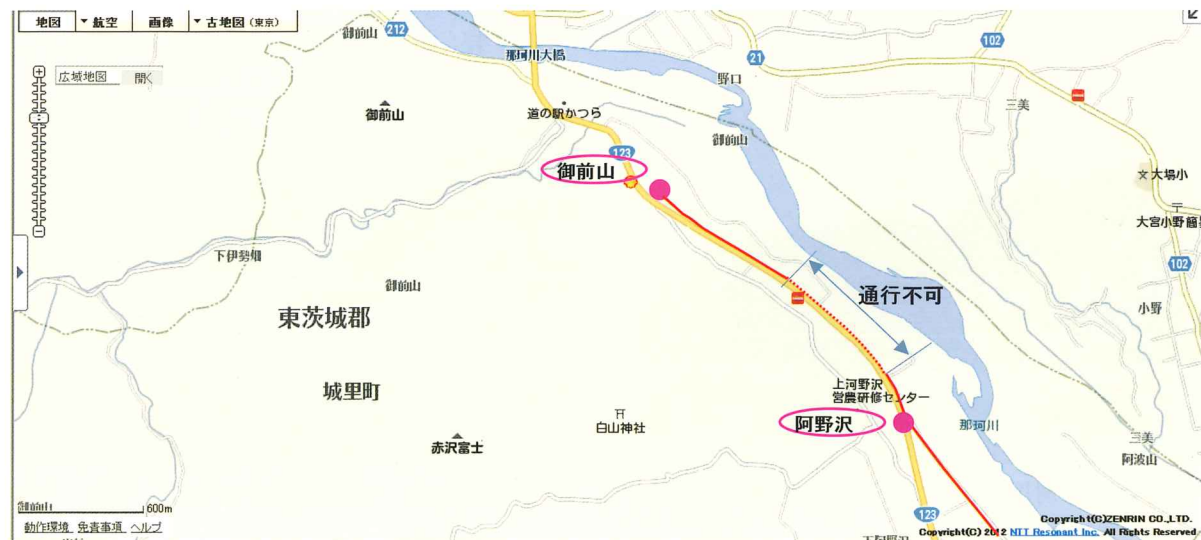 地図
▼航空
画像
▼古地図(東京)
広域地図
開く
御前山
212
那珂川大橋
21
102
野口
三美
御前山
道の駅かつら
御前山
123
御前山
大場小
大宮小野簡
下伊勢畑
102
御前山
通行不可
小野
東茨城郡
城里町
上河野沢
営農研修センター
白山神社
阿野沢
那珂川
赤沢富士
三美
阿波山
600m
123
動作環境 免責事項 ヘルプ
Copyright(C)ZENRIN CO.,LTD.
Copyright(C) 2012 NTT Resonant Inc. All Rights Reserved.